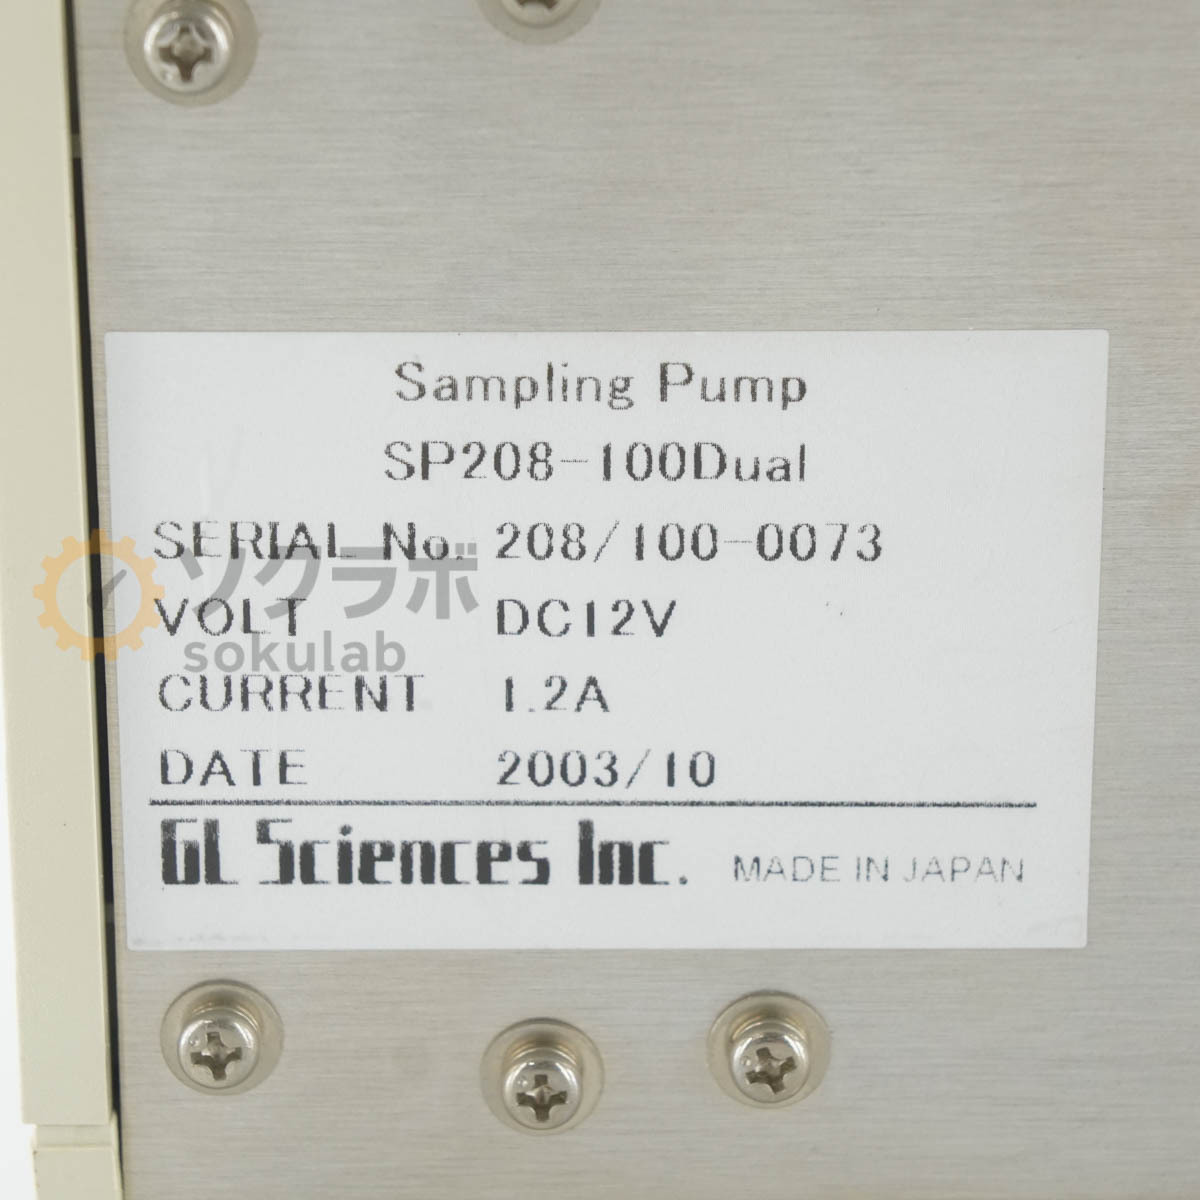 Sampling Pump
SP208-100Dual
SERIAL No. 208/100-0073
ソクラボ
VOLT DC12V
sokulab
CURRENT 1.2A
DATE 2003/10
GL Sciences Inc. MADE IN JAPAN